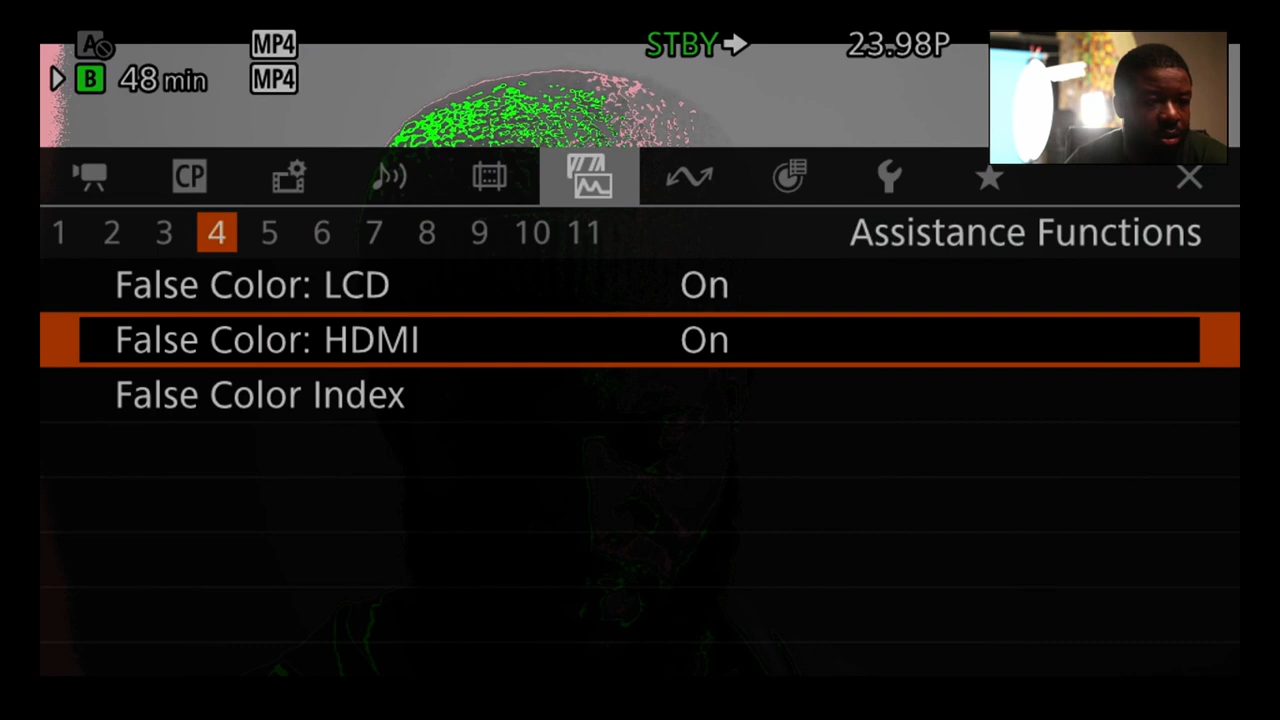 A MP4 STBY 23.98P
B 48 min MP4
CP
1 2 3 4 5 6 7 8 9 10 11 Assistance Functions
False Color: LCD On
False Color: HDMI On
False Color Index